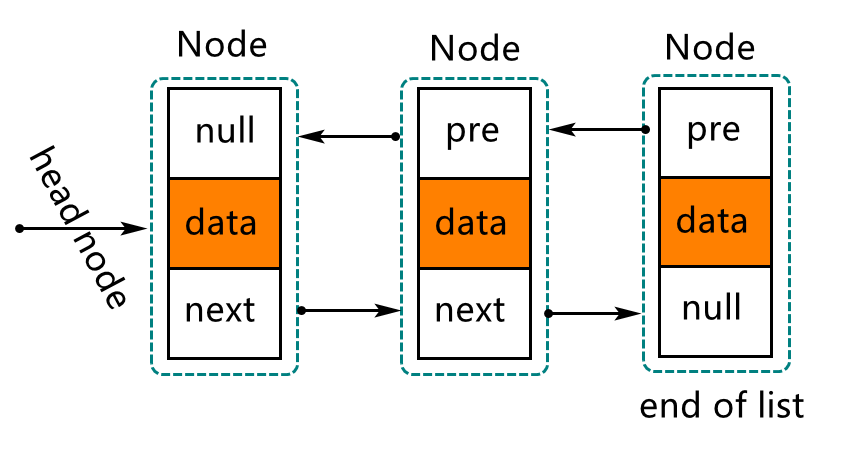 Node
Node
Node
null
pre
pre
head node
data
data
data
next
next
null
end of list